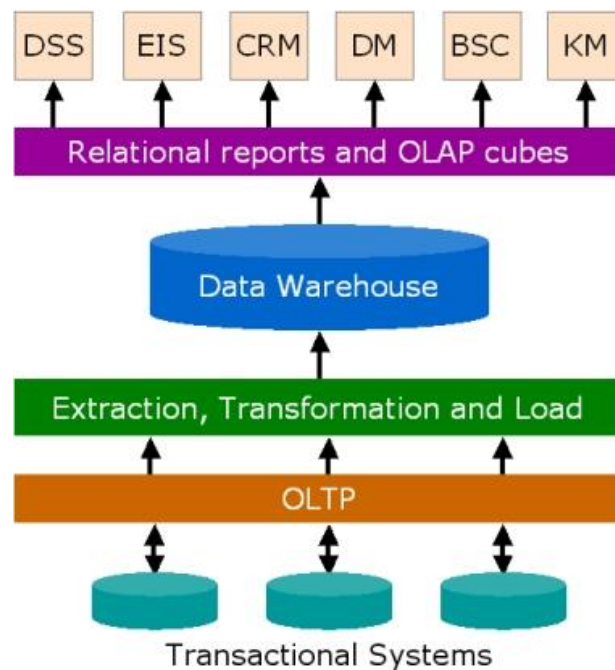 DSS EIS CRM DM BSC KM
Relational reports and OLAP cubes
Data Warehouse
Extraction, Transformation and Load
OLTP
Transactional Systems